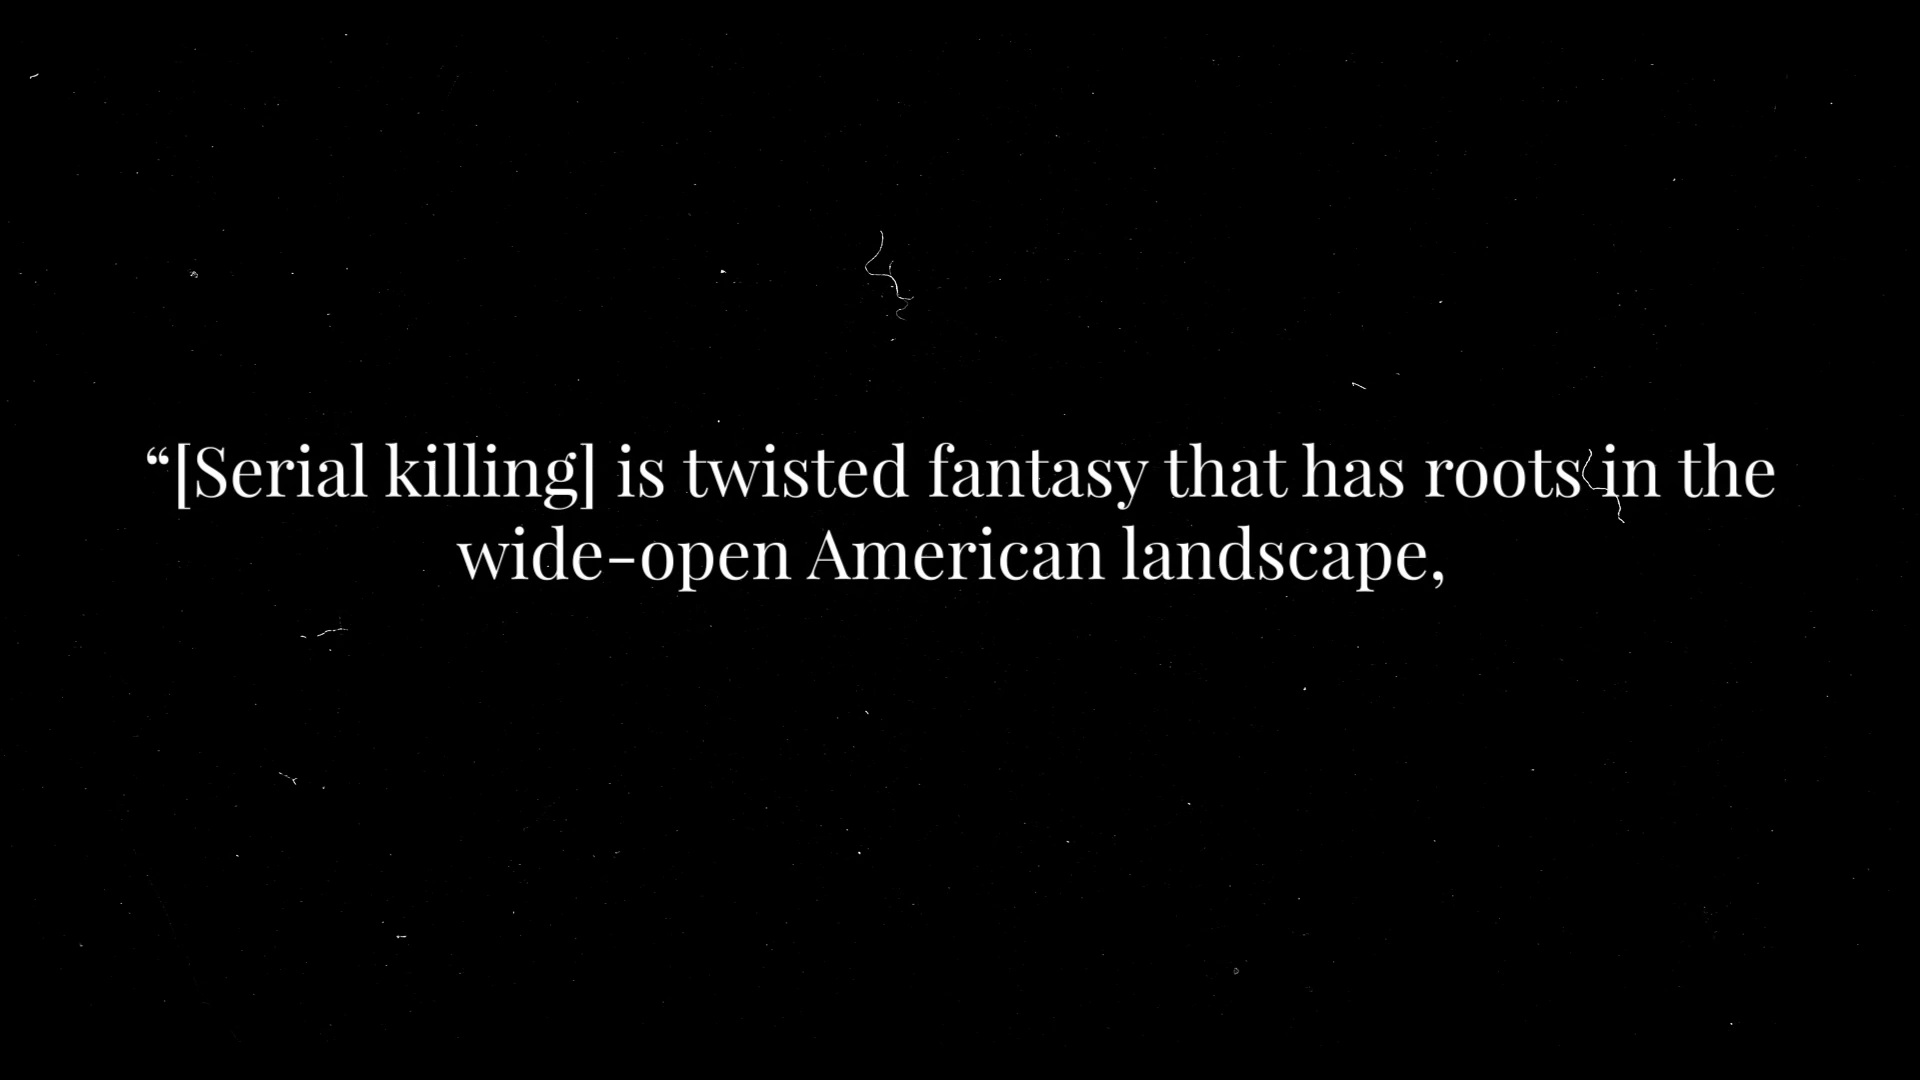 “[Serial killing] is twisted fantasy that has roots in the
wide-open American landscape,